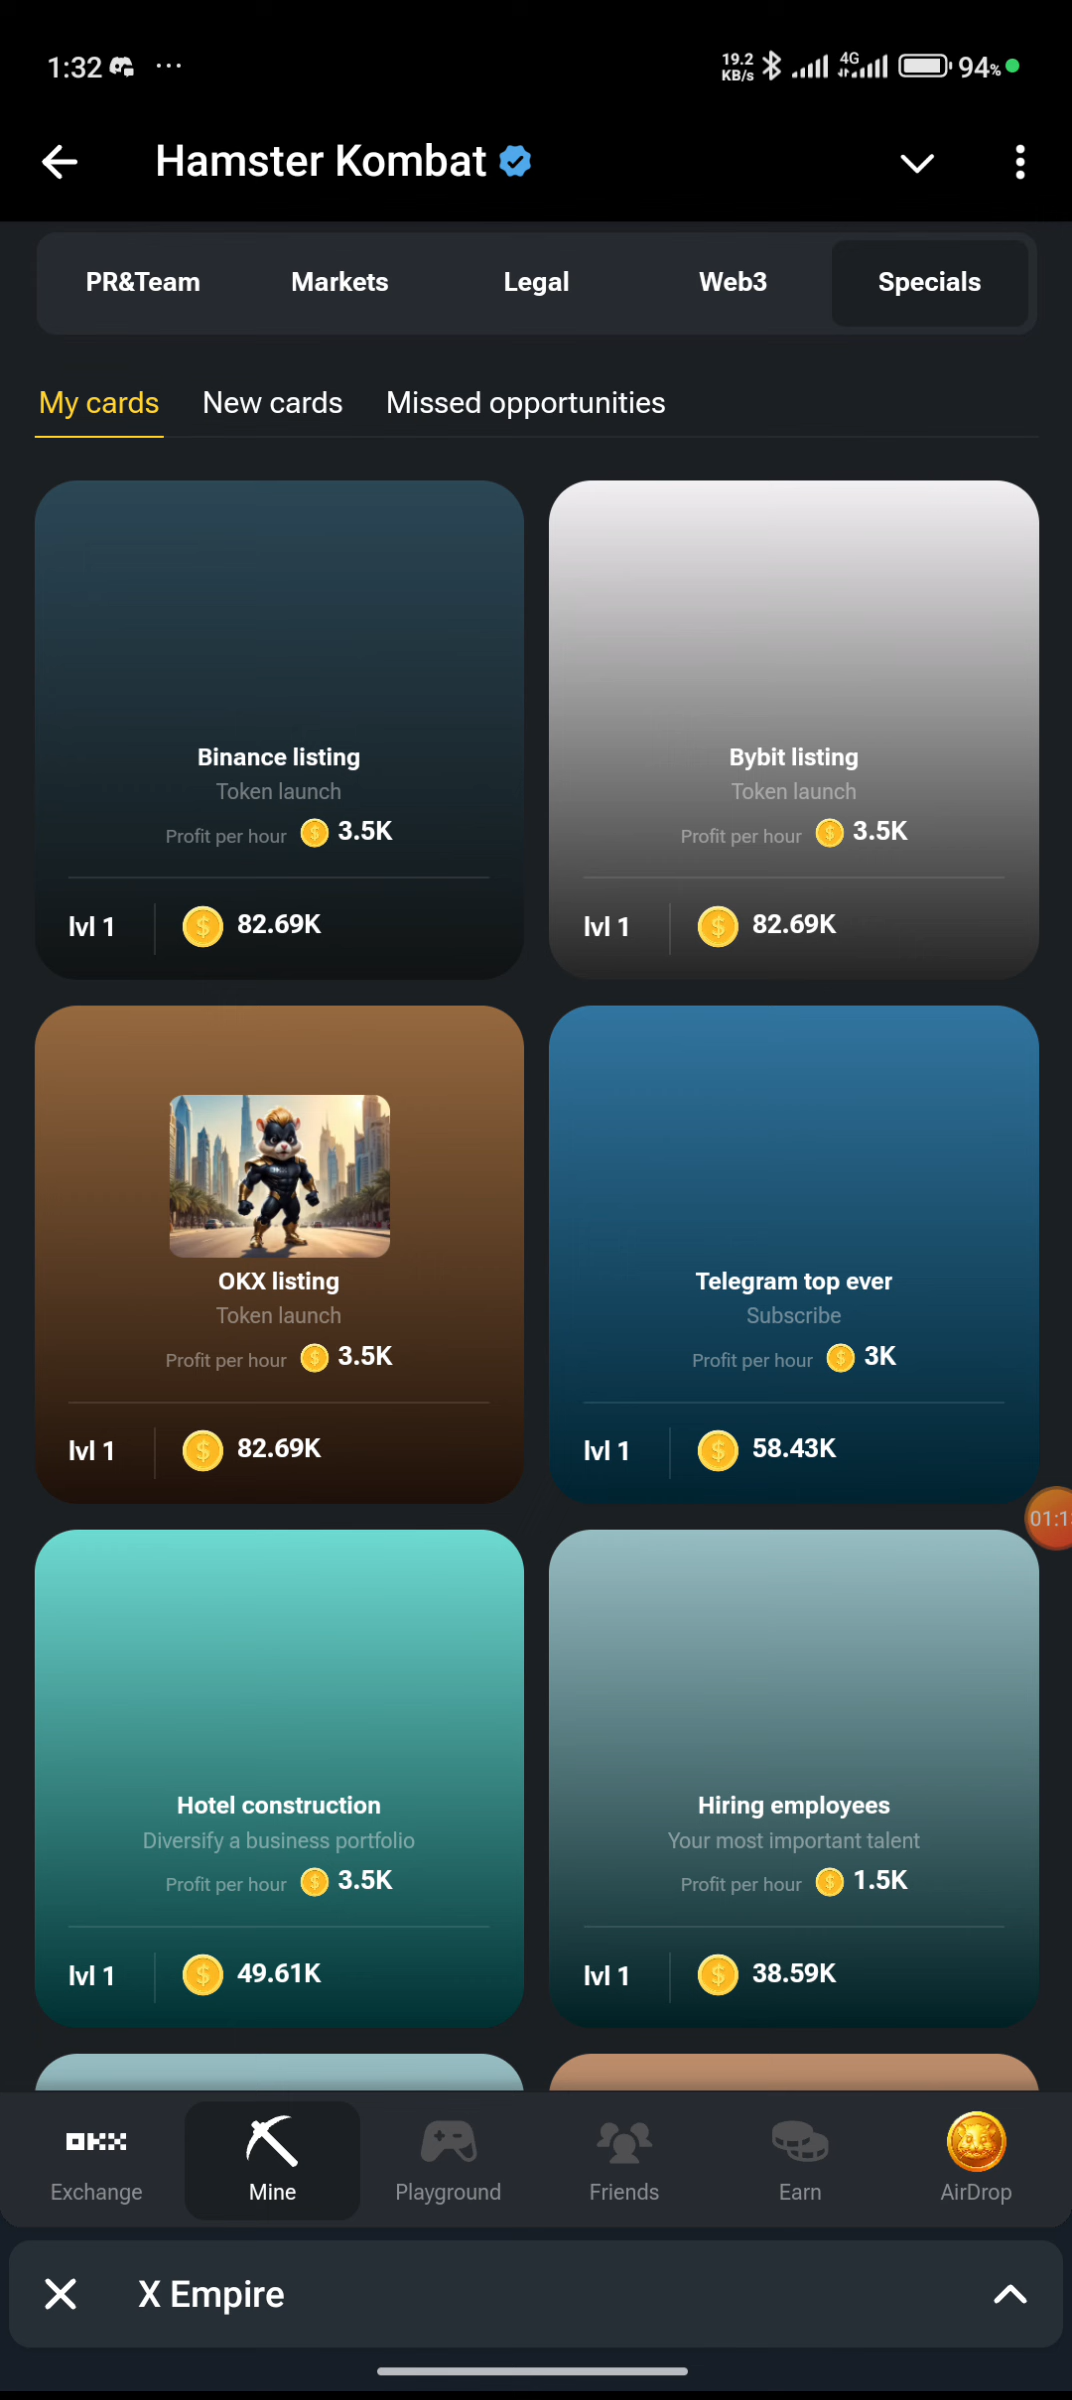 1:32 ...
19.2 KB/s 4G 94%
Hamster Kombat
PR&Team Markets Legal Web3 Specials
My cards New cards Missed opportunities
Binance listing
Token launch
Profit per hour $ 3.5K
lvl 1 $ 82.69K
Bybit listing
Token launch
Profit per hour $ 3.5K
lvl 1 $ 82.69K
OKX listing
Token launch
Profit per hour $ 3.5K
lvl 1 $ 82.69K
Telegram top ever
Subscribe
Profit per hour $ 3K
lvl 1 $ 58.43K
Hotel construction
Diversify a business portfolio
Profit per hour $ 3.5K
lvl 1 $ 49.61K
Hiring employees
Your most important talent
Profit per hour $ 1.5K
lvl 1 $ 38.59K
OKX
Exchange Mine Playground Friends Earn AirDrop
X Empire